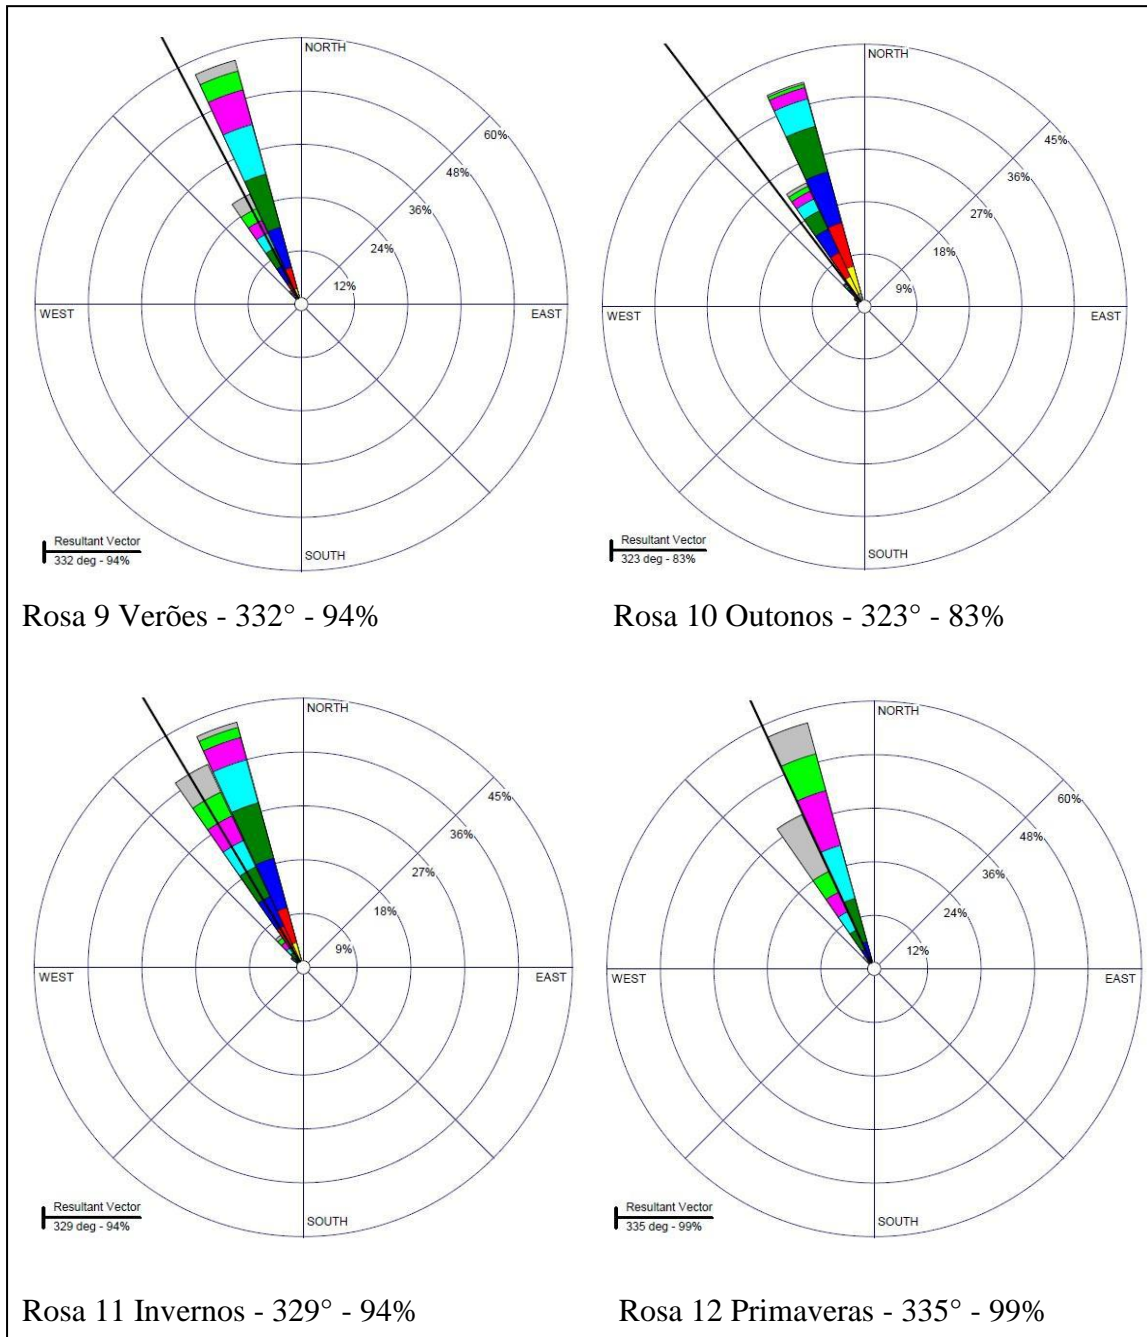 NORTH
60%
48%
36%
24%
12%
WEST
EAST
SOUTH
Resultant Vector
332 deg - 94%
Rosa 9 Verões - 332° - 94%
NORTH
45%
36%
27%
18%
9%
WEST
EAST
SOUTH
Resultant Vector
323 deg - 83%
Rosa 10 Outonos - 323° - 83%
NORTH
45%
36%
27%
18%
9%
WEST
EAST
SOUTH
Resultant Vector
329 deg - 94%
Rosa 11 Invernos - 329° - 94%
NORTH
60%
48%
36%
24%
12%
WEST
EAST
SOUTH
Resultant Vector
335 deg - 99%
Rosa 12 Primaveras - 335° - 99%